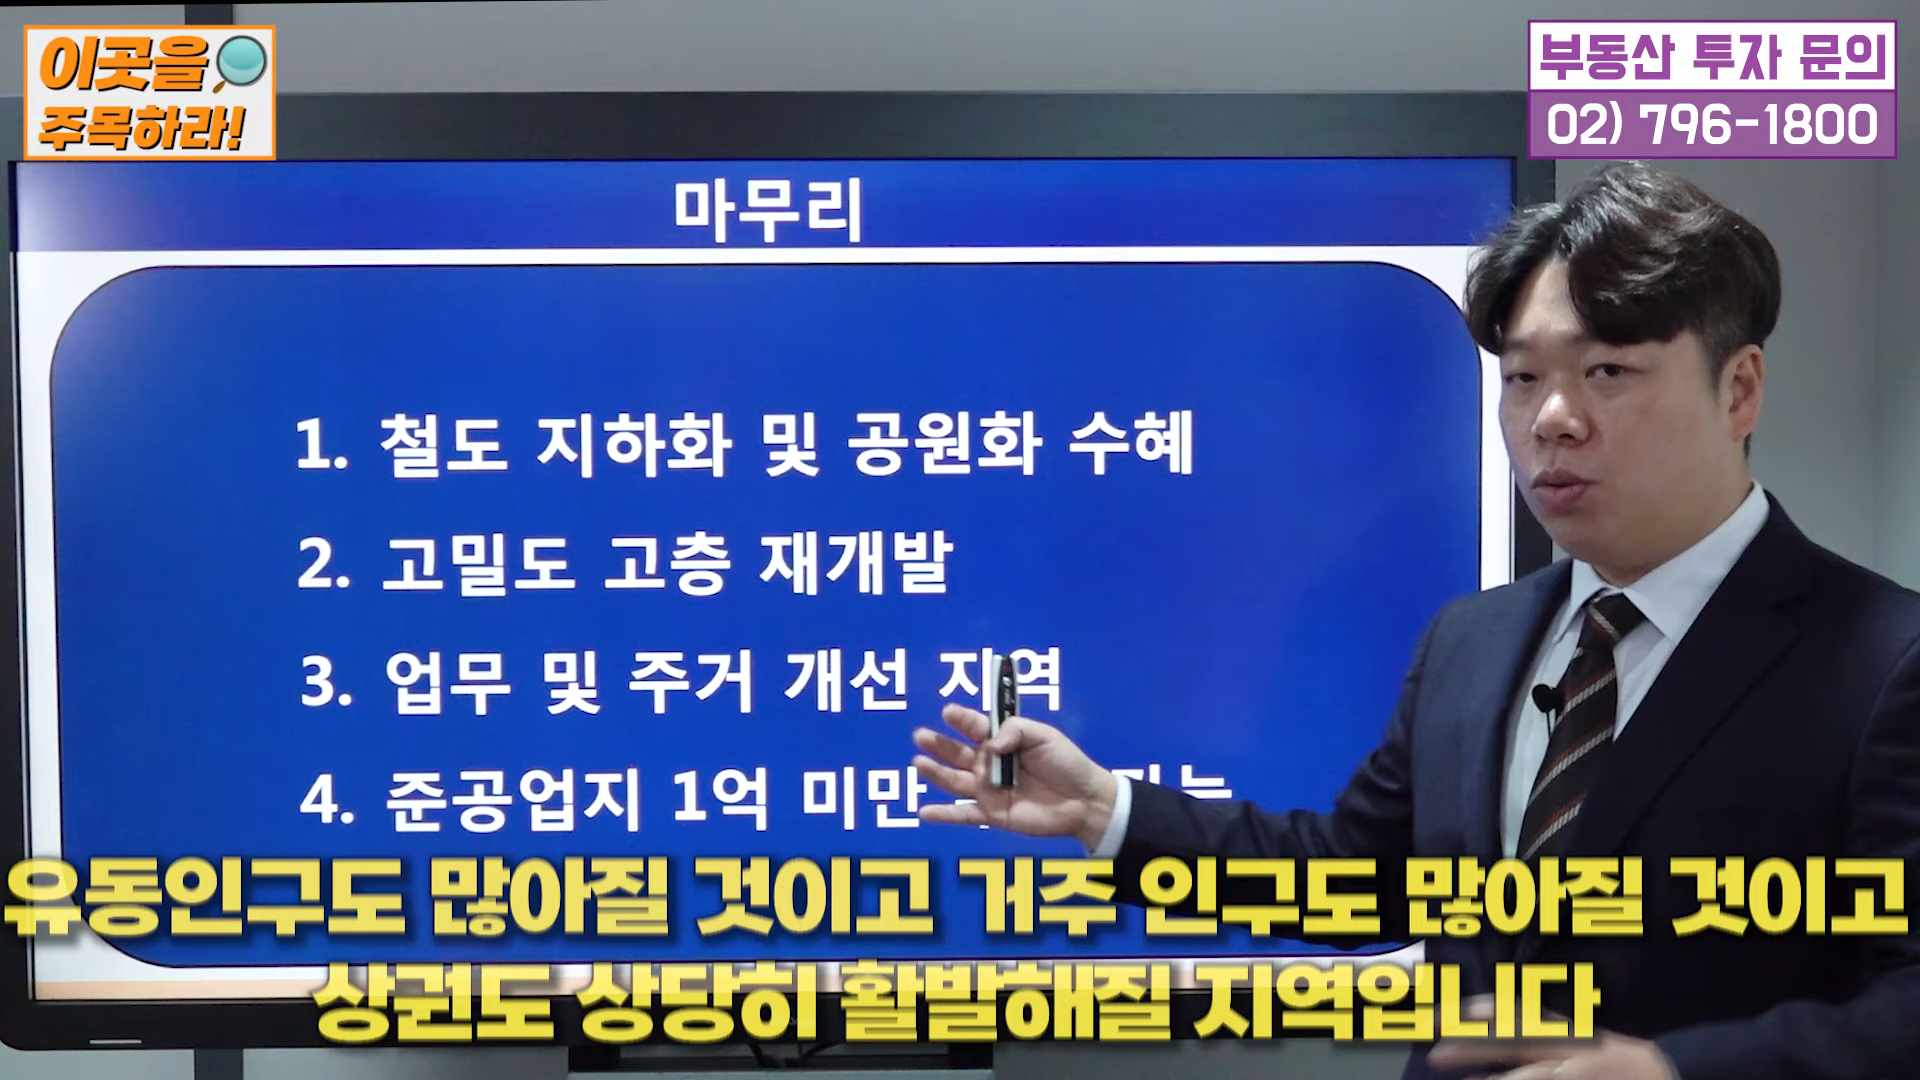 이곳을
주목하라!
부동산 투자 문의
02) 796-1800
마무리
1. 철도 지하화 및 공원화 수혜
2. 고밀도 고층 재개발
3. 업무 및 주거 개선 지역
4. 준공업지 1억 미만
유동인구도 많아질 것이고 거주 인구도 많아질 것이고
상권도 상당히 활발해질 지역입니다